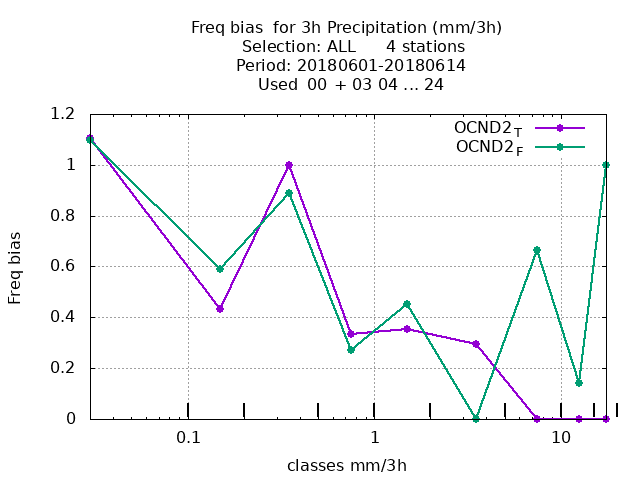 Freq bias  for 3h Precipitation (mm/3h)
Selection: ALL      4 stations
Period: 20180601-20180614
Used  00  + 03 04 ... 24
OCND2_T
OCND2_F
1.2
1
0.8
0.6
0.4
0.2
0
Freq bias
0.1 1 10
classes mm/3h